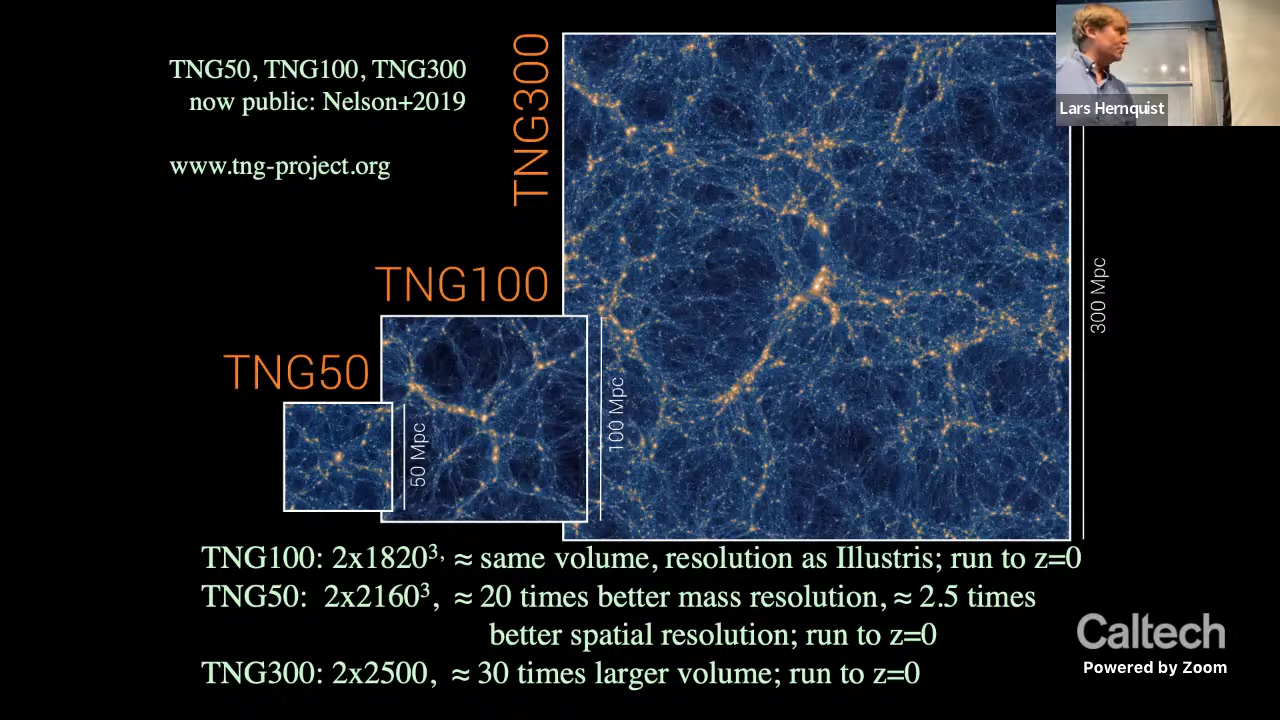 TNG50, TNG100, TNG300
now public: Nelson+2019
www.tng-project.org
TNG300
Lars Hernquist
300 Mpc
TNG100
100 Mpc
TNG50
50 Mpc
TNG100: 2x1820³, ≈ same volume, resolution as Illustris; run to z=0
TNG50: 2x2160³, ≈ 20 times better mass resolution, ≈ 2.5 times
better spatial resolution; run to z=0
TNG300: 2x2500, ≈ 30 times larger volume; run to z=0
Caltech
Powered by Zoom